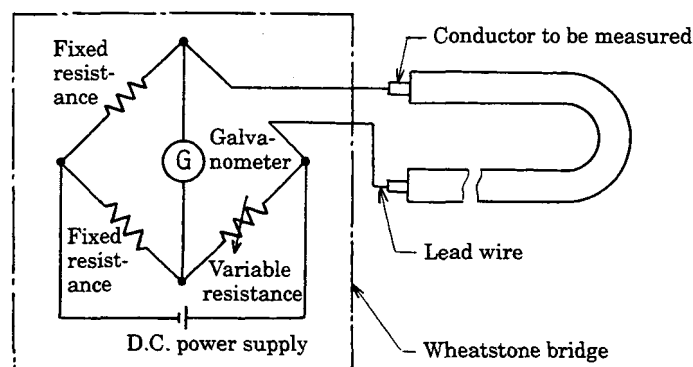 Fixed
resist-
ance
Conductor to be measured
Galva-
nometer
G
Fixed
resist-
ance
Variable
resistance
Lead wire
D.C. power supply
Wheatstone bridge